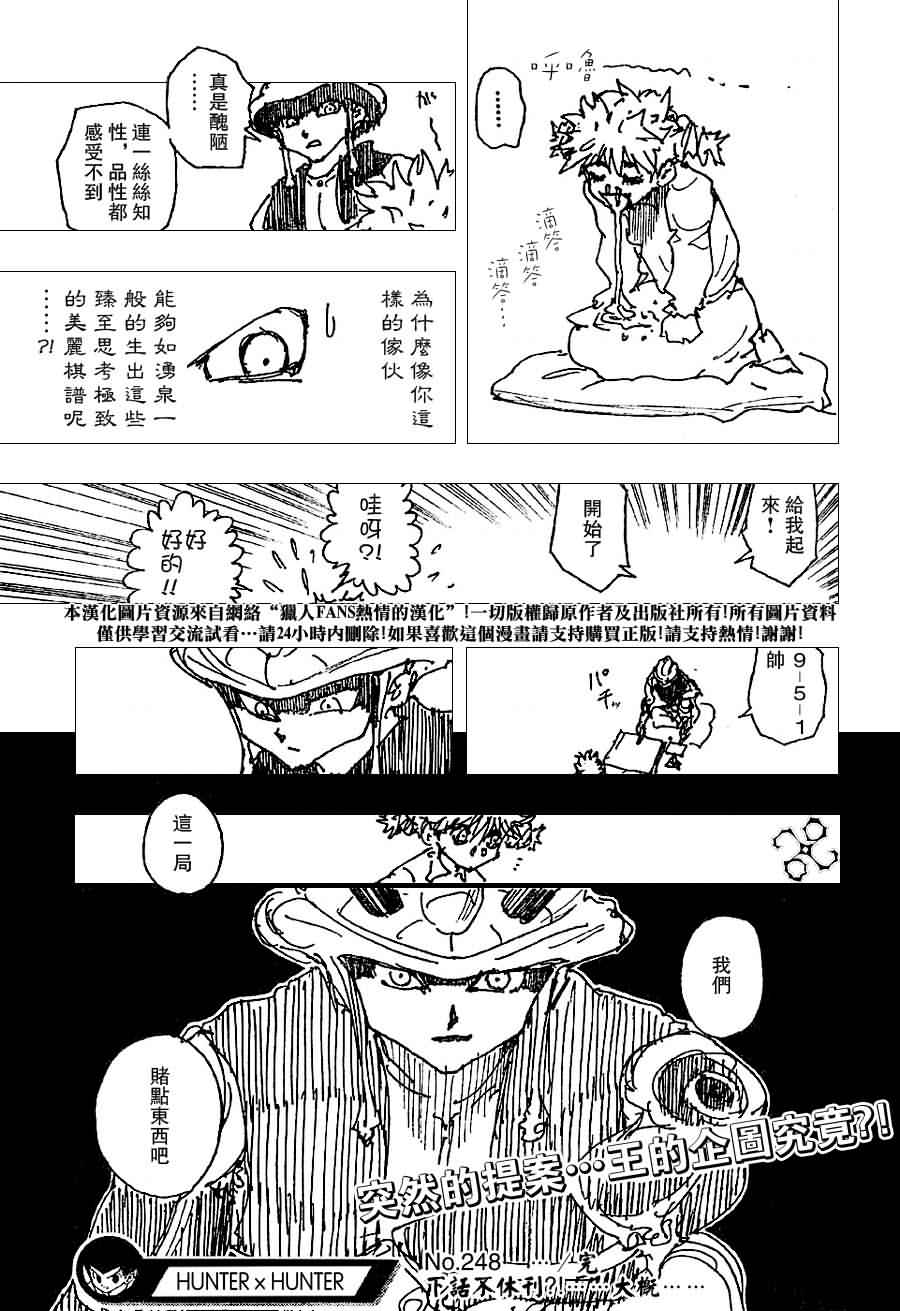 呼嚕
……
滴答
滴答
滴答…
真是醜陋
……
連一絲絲知
性，品性都
感受不到
為什麼像你這
樣的傢伙
能夠如湧泉一
般的生出這些
臻至思考極致
的美麗棋譜呢
……?!
給我起
來！
開始
了
哇呀?!
好好
的!!
本漢化圖片資源來自網絡“獵人FANS熱情的漢化”！一切版權歸原作者及出版社所有！所有圖片資料
僅供學習交流試看…請24小時內刪除！如果喜歡這個漫畫請支持購買正版！請支持熱情！謝謝！
9-5-1
帥
パチッ
這一局
我們
賭點東西吧
突然的提案…王的企圖究竟?!
HUNTER×HUNTER
No.248——…／完
下話不休刊?!——大概……